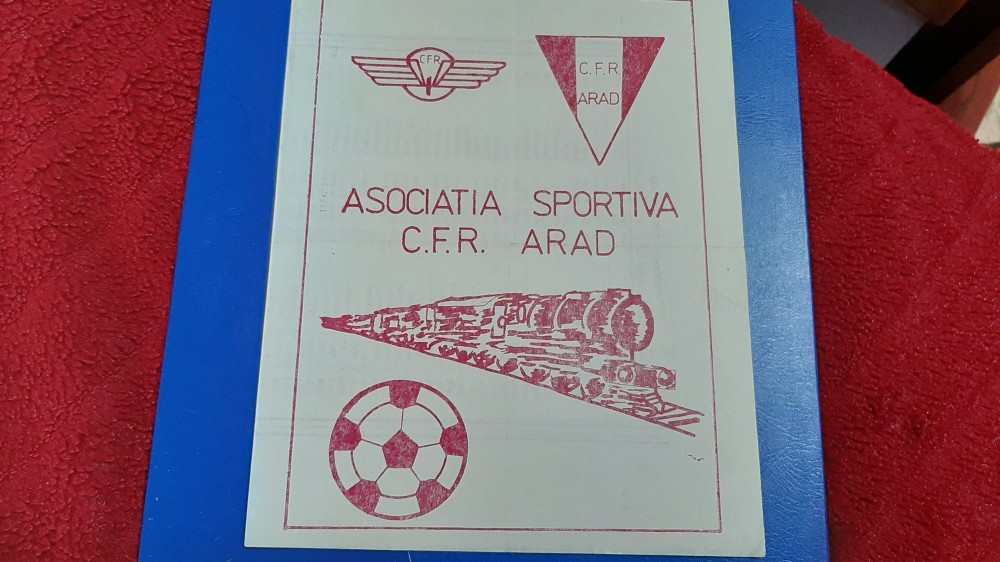 CFR
C.F.R.
ARAD
ASOCIATIA SPORTIVA
C.F.R. ARAD